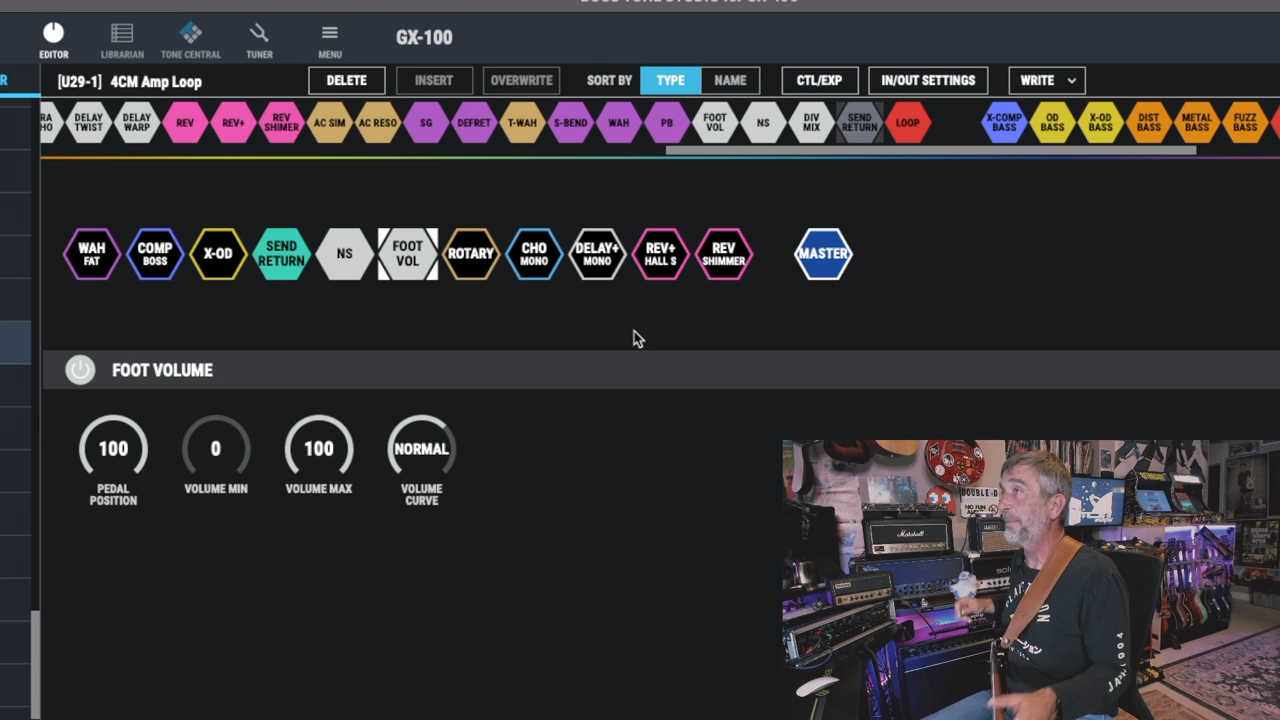 GX-100
EDITOR
LIBRARIAN
TONE CENTRAL
TUNER
MENU
R
[U29-1] 4CM Amp Loop
DELETE
INSERT
OVERWRITE
SORT BY
TYPE
NAME
CTL/EXP
IN/OUT SETTINGS
WRITE
RA
HO
DELAY
TWIST
DELAY
WARP
REV
REV+
REV
SHIMER
AC SIM
AC RESO
SG
DEFRET
T-WAH
S-BEND
WAH
PB
FOOT
VOL
NS
DIV
MIX
SEND
RETURN
LOOP
X-COMP
BASS
OD
BASS
X-OD
BASS
DIST
BASS
METAL
BASS
FUZZ
BASS
WAH
FAT
COMP
BOSS
X-OD
SEND
RETURN
NS
FOOT
VOL
ROTARY
CHO
MONO
DELAY+
MONO
REV+
HALL S
REV
SHIMMER
MASTER
FOOT VOLUME
100
PEDAL
POSITION
0
VOLUME MIN
100
VOLUME MAX
NORMAL
VOLUME
CURVE
DOUBLE-D
NO FUN
Marshall